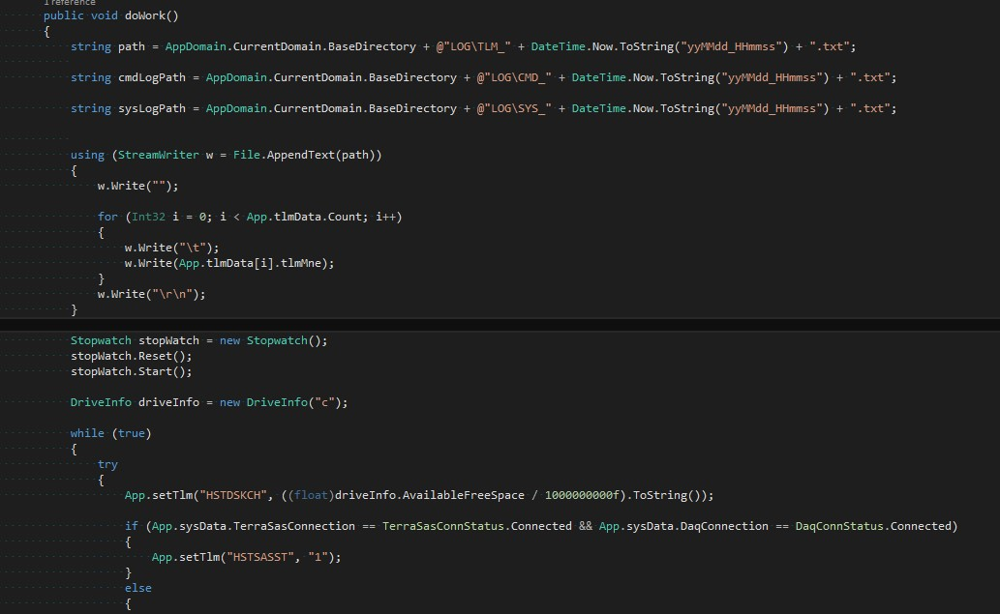 1 reference
public void doWork()
{
string path = AppDomain.CurrentDomain.BaseDirectory + @"LOG\TLM_" + DateTime.Now.ToString("yyMMdd_HHmmss") + ".txt";
string cmdLogPath = AppDomain.CurrentDomain.BaseDirectory + @"LOG\CMD_" + DateTime.Now.ToString("yyMMdd_HHmmss") + ".txt";
string sysLogPath = AppDomain.CurrentDomain.BaseDirectory + @"LOG\SYS_" + DateTime.Now.ToString("yyMMdd_HHmmss") + ".txt";
using (StreamWriter w = File.AppendText(path))
{
w.Write("");
for (Int32 i = 0; i < App.tlmData.Count; i++)
{
w.Write("\t");
w.Write(App.tlmData[i].tlmMne);
}
w.Write("\r\n");
}
Stopwatch stopWatch = new Stopwatch();
stopWatch.Reset();
stopWatch.Start();
DriveInfo driveInfo = new DriveInfo("c");
while (true)
{
try
{
App.setTlm("HSTDSKCH", ((float)driveInfo.AvailableFreeSpace / 1000000000f).ToString());
if (App.sysData.TerraSasConnection == TerraSasConnStatus.Connected && App.sysData.DaqConnection == DaqConnStatus.Connected)
{
App.setTlm("HSTSASST", "1");
}
else
{